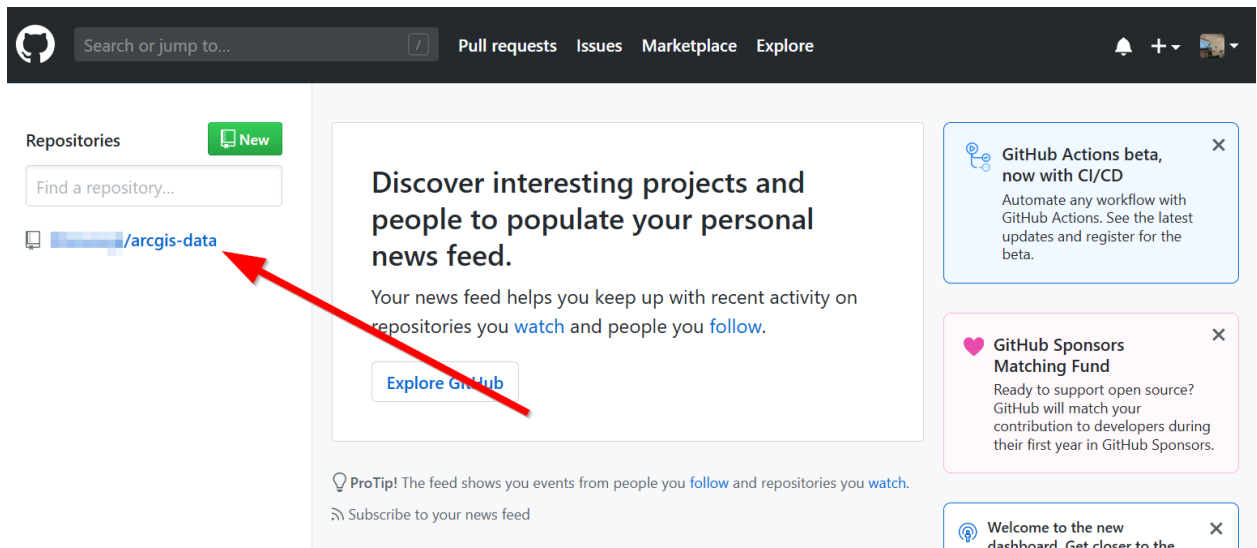 Search or jump to...
/
Pull requests
Issues
Marketplace
Explore
Repositories
New
Find a repository...
/arcgis-data
Discover interesting projects and
people to populate your personal
news feed.
Your news feed helps you keep up with recent activity on
repositories you watch and people you follow.
Explore GitHub
ProTip! The feed shows you events from people you follow and repositories you watch.
Subscribe to your news feed
GitHub Actions beta,
now with CI/CD
Automate any workflow with
GitHub Actions. See the latest
updates and register for the
beta.
GitHub Sponsors
Matching Fund
Ready to support open source?
GitHub will match your
contribution to developers during
their first year in GitHub Sponsors.
Welcome to the new
dashboard. Get closer to the